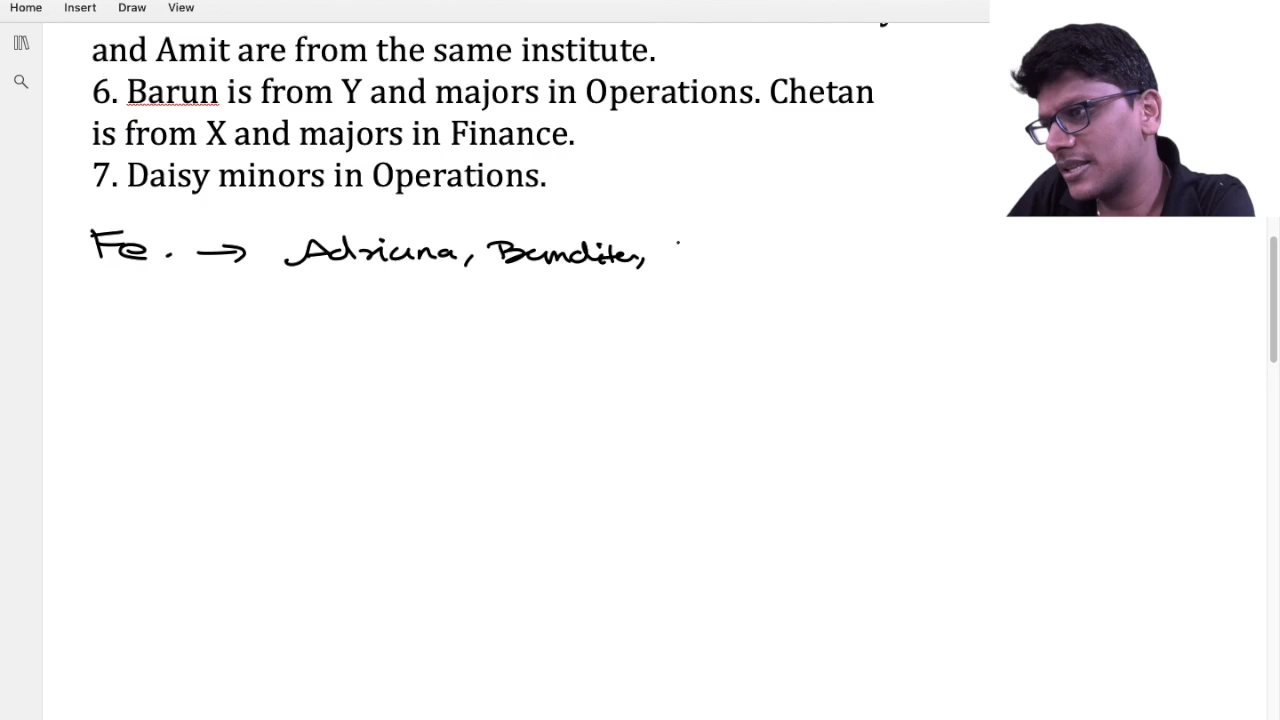 Home Insert Draw View
and Amit are from the same institute.
6. Barun is from Y and majors in Operations. Chetan
is from X and majors in Finance.
7. Daisy minors in Operations.
Fe. → Adriana, Bandita,